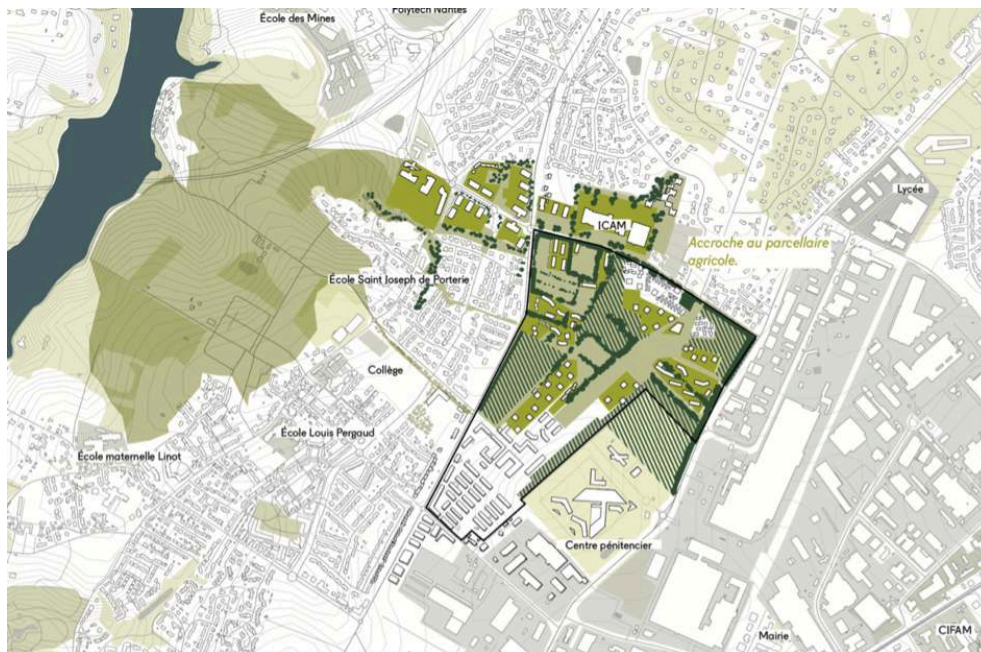 Polytech Nantes
École des Mines
Lycée
ICAM
Accroche au parcellaire
agricole.
École Saint Joseph de Porterie
Collège
École Louis Pergaud
École maternelle Linot
Centre pénitencier
Mairie
CIFAM